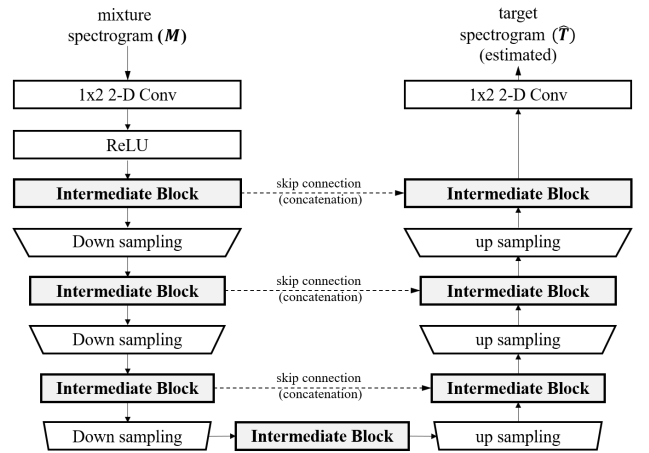 mixture
spectrogram (M)
target
spectrogram (T̂)
(estimated)
1x2 2-D Conv
1x2 2-D Conv
ReLU
Intermediate Block
skip connection
(concatenation)
Intermediate Block
Down sampling
up sampling
Intermediate Block
skip connection
(concatenation)
Intermediate Block
Down sampling
up sampling
Intermediate Block
skip connection
(concatenation)
Intermediate Block
Down sampling
Intermediate Block
up sampling